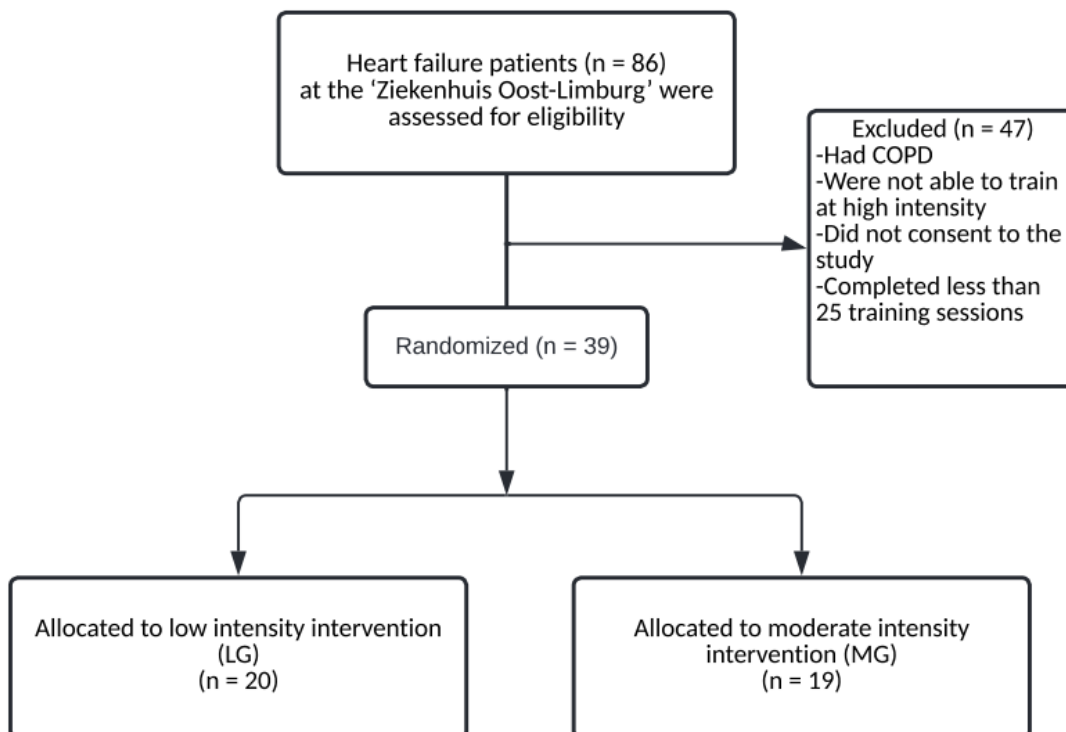 Heart failure patients (n = 86)
at the ‘Ziekenhuis Oost-Limburg’ were
assessed for eligibility
Excluded (n = 47)
-Had COPD
-Were not able to train
at high intensity
-Did not consent to the
study
-Completed less than
25 training sessions
Randomized (n = 39)
Allocated to low intensity intervention
(LG)
(n = 20)
Allocated to moderate intensity
intervention (MG)
(n = 19)